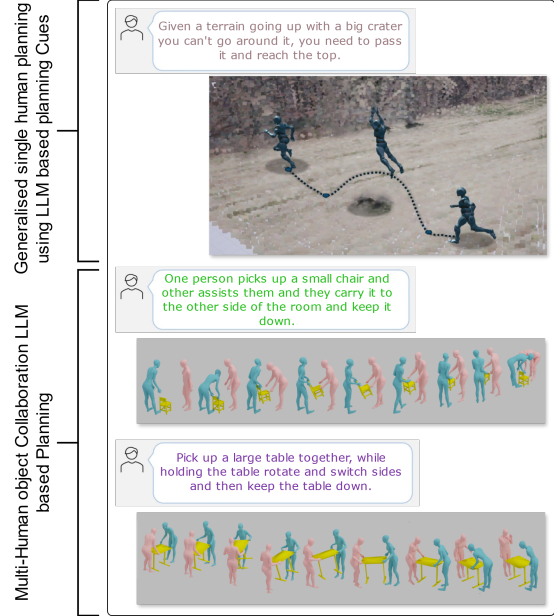 Generalised single human planning
using LLM based planning Cues
Given a terrain going up with a big crater
you can't go around it, you need to pass
it and reach the top.
Multi-Human object Collaboration LLM
based Planning
One person picks up a small chair and
other assists them and they carry it to
the other side of the room and keep it
down.
Pick up a large table together, while
holding the table rotate and switch sides
and then keep the table down.